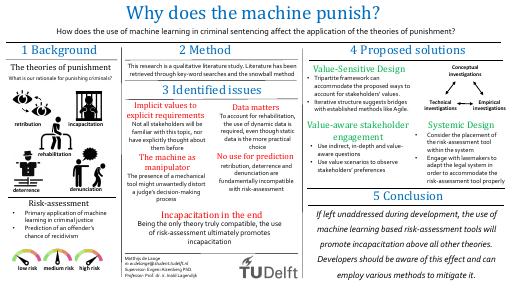 Why does the machine punish?
How does the use of machine learning in criminal sentencing affect the application of the theories of punishment?
1 Background
The theories of punishment
What is our rationale for punishing criminals?
retribution
incapacitation
rehabilitation
deterrence
denunciation
Risk-assessment
• Primary application of machine learning in criminal justice
• Prediction of an offender's chance of recidivism
low risk
medium risk
high risk
2 Method
This research is a qualitative literature study. Literature has been
retrieved through key-word searches and the snowball method
3 Identified issues
Implicit values to
explicit requirements
Not all stakeholders will be
familiar with this topic, nor
have explicitly thought about
them before
The machine as
manipulator
The presence of a mechanical
tool might unwantedly distort
a judge's decision-making
process
Data matters
To account for rehabilitation,
the use of dynamic data is
required, even though static
data is the more practical
choice
No use for prediction
retribution, deterrence and
denunciation are
fundamentally incompatible
with risk-assessment
Incapacitation in the end
Being the only theory truly compatible, the use
of risk-assessment ultimately promotes
incapacitation
Mathijs de Lange
m.w.delange@student.tudelft.nl
TUDelft
4 Proposed solutions
Value-Sensitive Design
• Tripartite framework can
accommodate the proposed ways to
account for stakeholders' values.
• Iterative structure suggests bridges
with established methods like Agile.
Conceptual
investigations
Technical
investigations
Empirical
investigations
Value-aware stakeholder
engagement
• Use indirect, in-depth and value-
aware questions
• Use value scenarios to observe
stakeholders' preferences
Systemic Design
• Consider the placement of
the risk-assessment tool
within the system
• Engage with lawmakers to
adapt the legal system in
order to accommodate the
risk-assessment tool properly
5 Conclusion
If left unaddressed during development, the use of
machine learning based risk-assessment tools will
promote incapacitation above all other theories.
Developers should be aware of this effect and can
employ various methods to mitigate it.